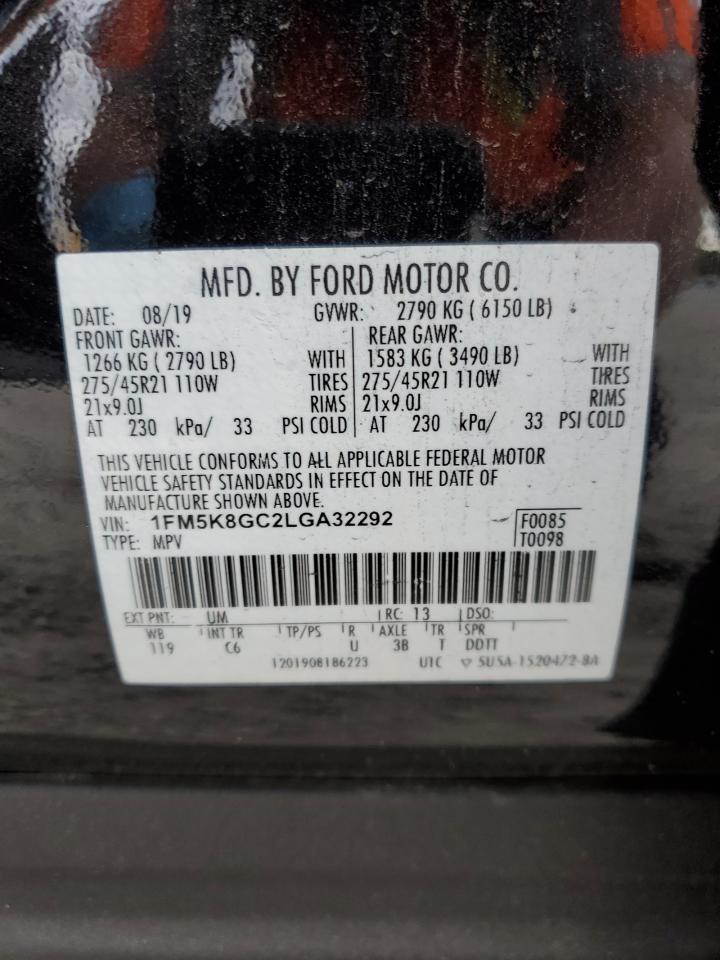 MFD. BY FORD MOTOR CO.
DATE: 08/19 GVWR: 2790 KG ( 6150 LB)
FRONT GAWR: REAR GAWR:
1266 KG ( 2790 LB) WITH 1583 KG ( 3490 LB) WITH
275/45R21 110W TIRES 275/45R21 110W TIRES
21x9.0J RIMS 21x9.0J RIMS
AT 230 kPa/ 33 PSI COLD AT 230 kPa/ 33 PSI COLD
THIS VEHICLE CONFORMS TO ALL APPLICABLE FEDERAL MOTOR
VEHICLE SAFETY STANDARDS IN EFFECT ON THE DATE OF
MANUFACTURE SHOWN ABOVE.
VIN: 1FM5K8GC2LGA32292 F0085
TYPE: MPV T0098
EXT PNT: UM RC: 13 DSO:
WB INT TR TP/PS R AXLE TR SPR
119 C6 U 3B T DDTT
1201908186223 UTC ▽ 5U5A-1520472-BA